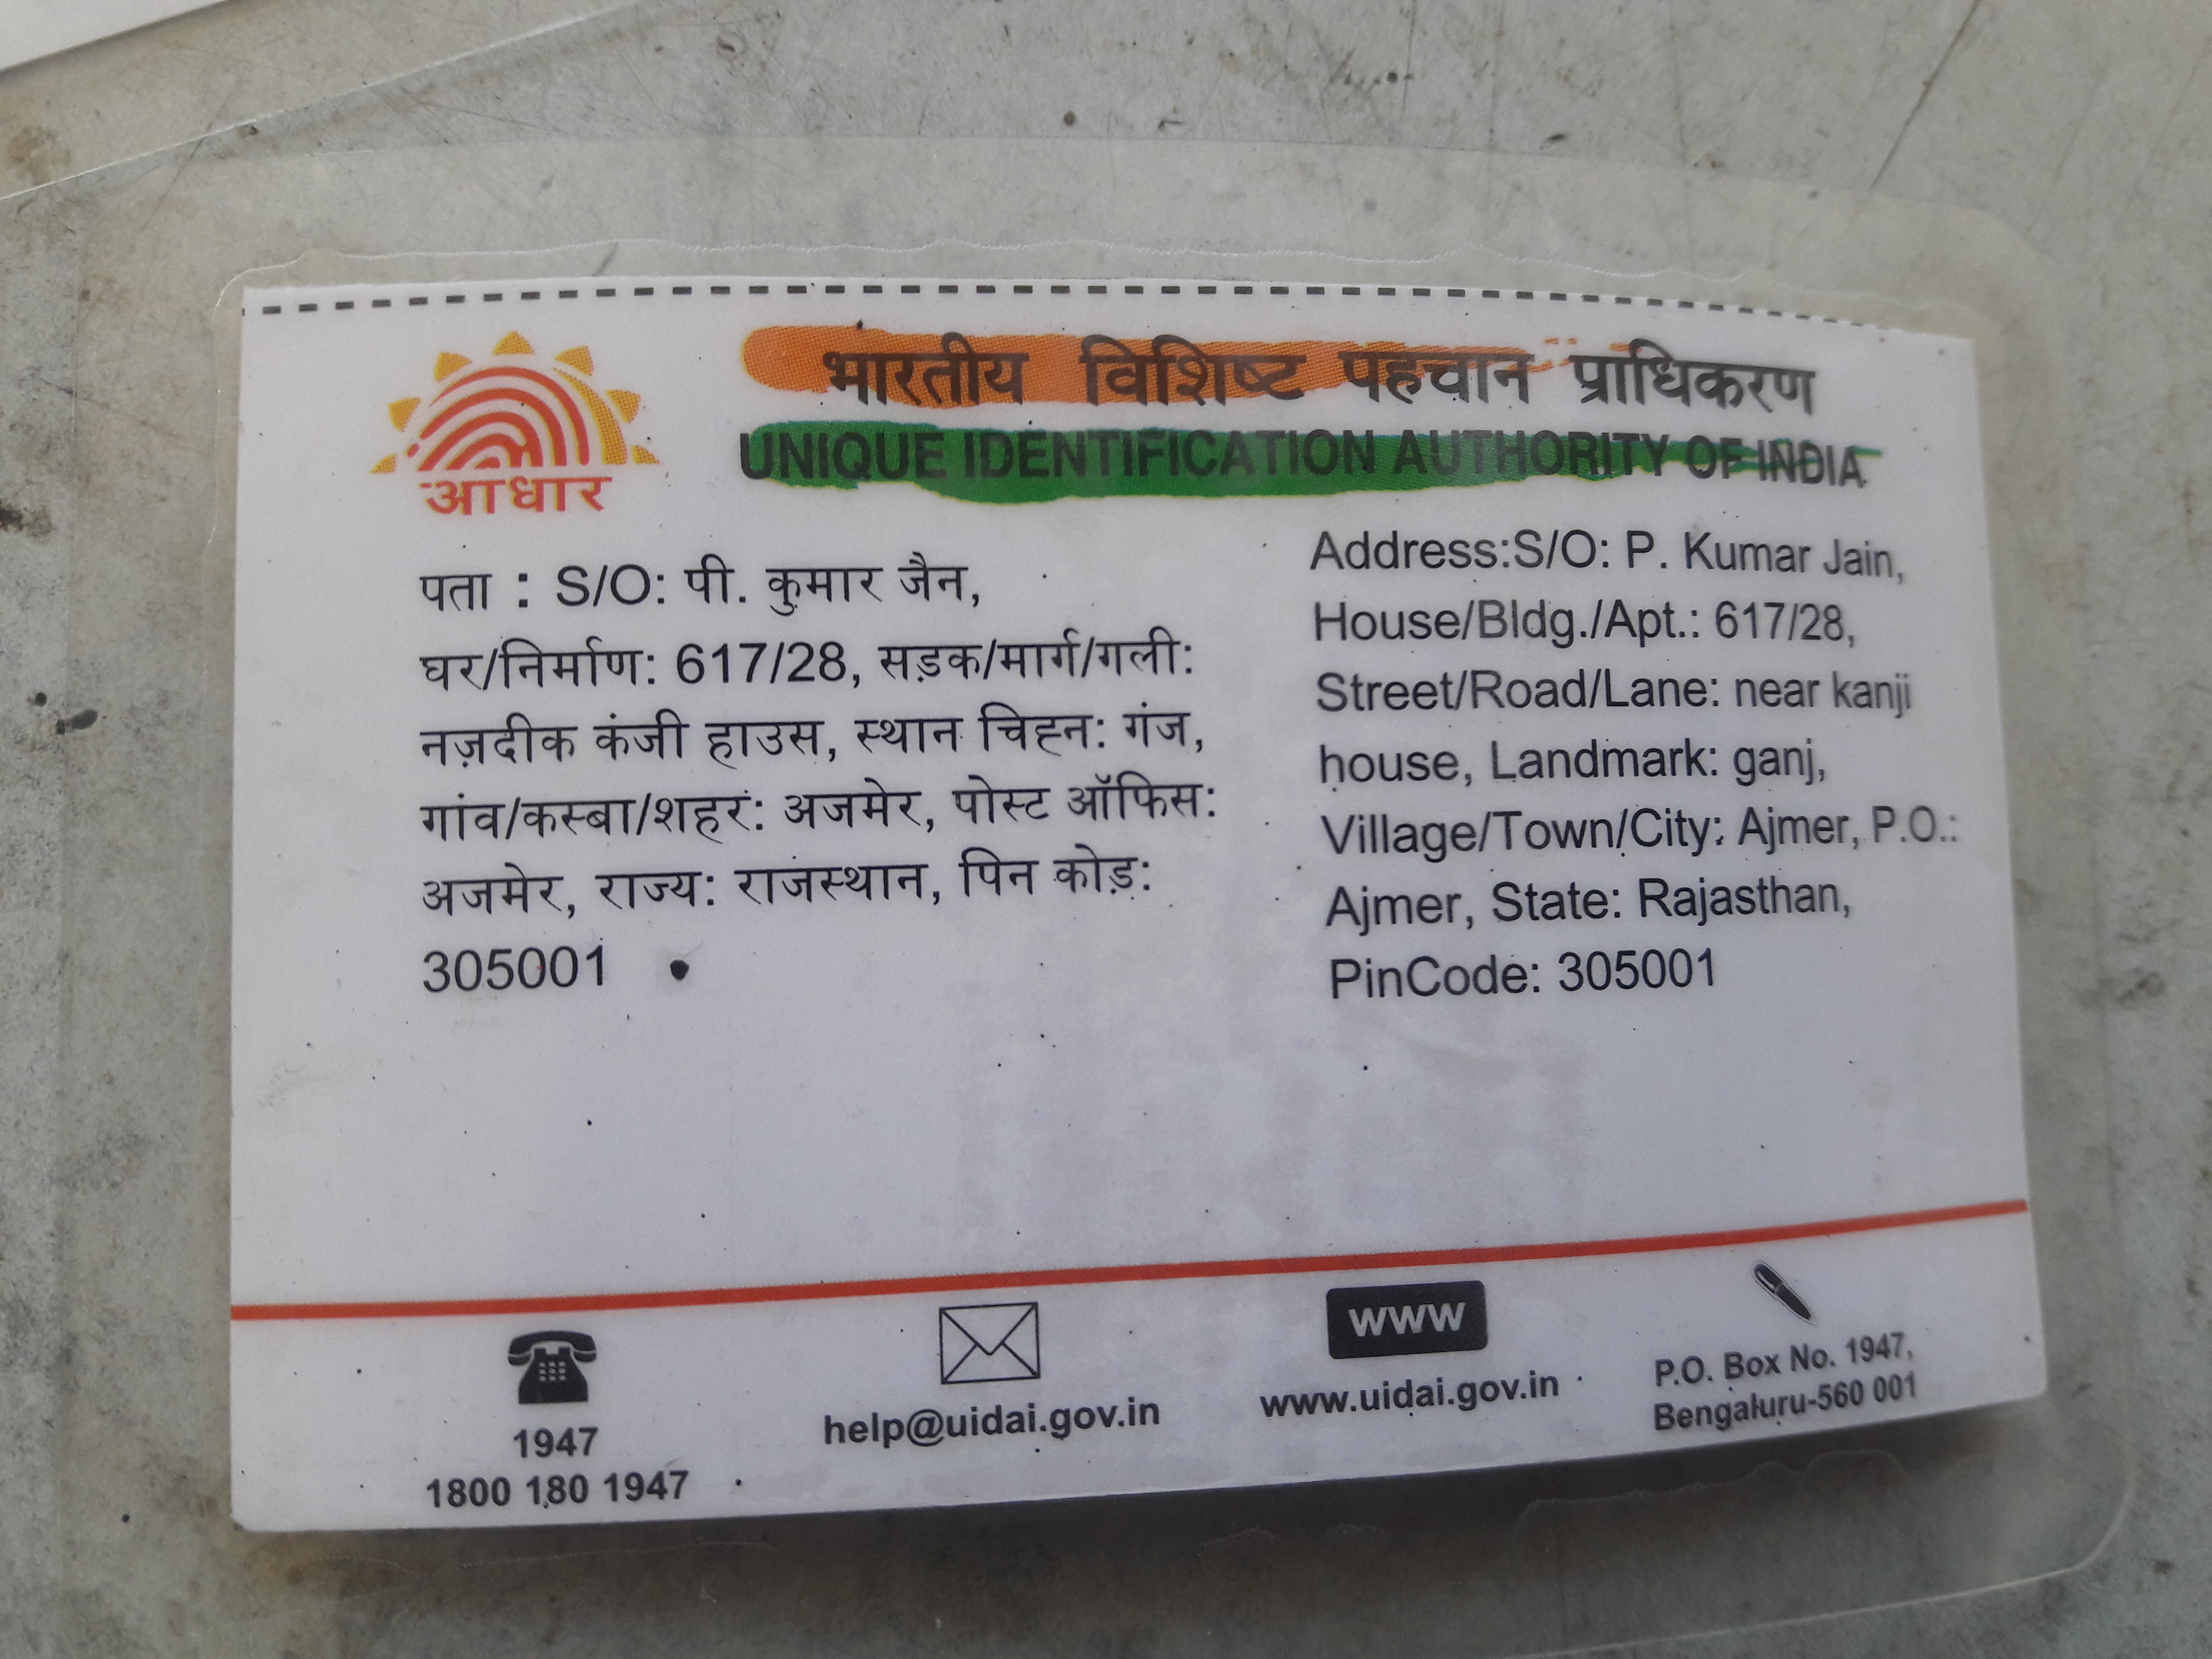 भारतीय विशिष्ट पहचान प्राधिकरण
UNIQUE IDENTIFICATION AUTHORITY OF INDIA
आधार
पता : S/O: पी. कुमार जैन,
घर/निर्माण: 617/28, सड़क/मार्ग/गली:
नज़दीक कंजी हाउस, स्थान चिह्न: गंज,
गांव/कस्बा/शहर: अजमेर, पोस्ट ऑफिस:
अजमेर, राज्य: राजस्थान, पिन कोड़:
305001
Address:S/O: P. Kumar Jain,
House/Bldg./Apt.: 617/28,
Street/Road/Lane: near kanji
house, Landmark: ganj,
Village/Town/City: Ajmer, P.O.:
Ajmer, State: Rajasthan,
PinCode: 305001
1947
1800 180 1947
help@uidai.gov.in
www
www.uidai.gov.in
P.O. Box No. 1947,
Bengaluru-560 001